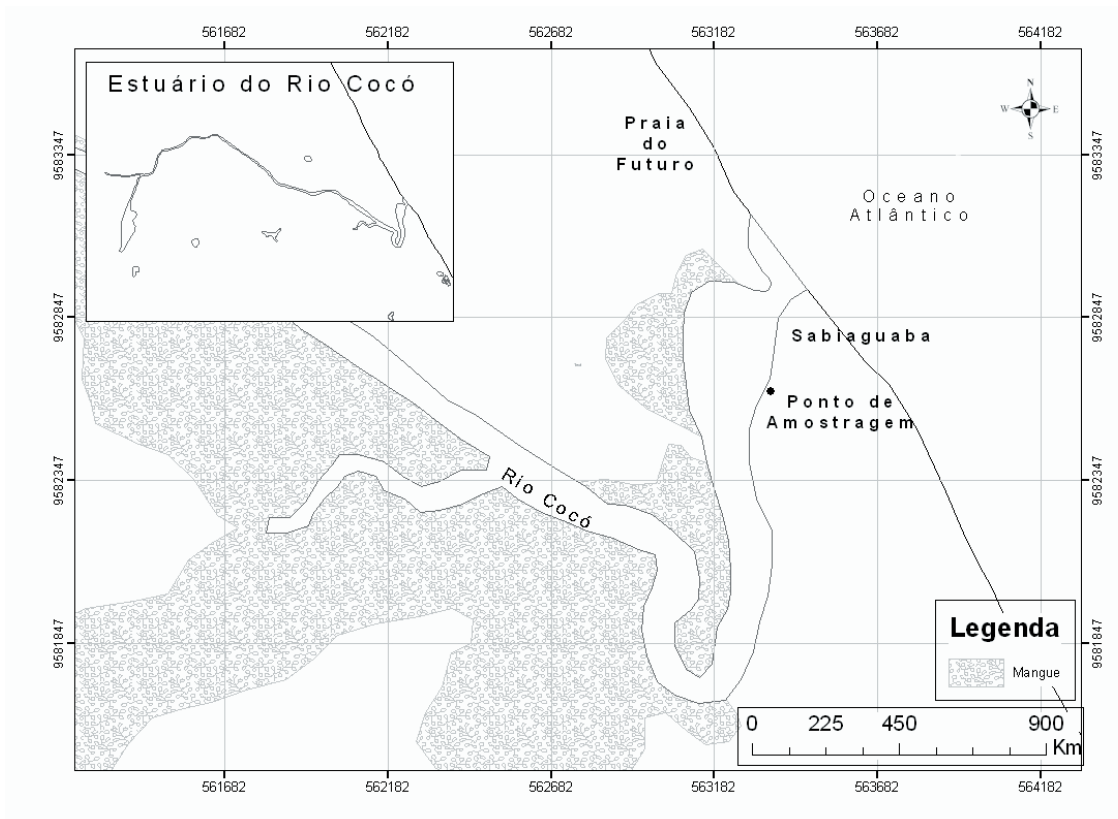 561682
562182
562682
563182
563682
564182
Estuário do Rio Cocó
N
W
E
S
Praia
do
Futuro
9583347
9583347
Oceano
Atlântico
9582847
9582847
Sabiaguaba
Ponto de
Amostragem
9582347
9582347
Rio Cocó
9581847
9581847
Legenda
Mangue
0 225 450 900
Km
561682
562182
562682
563182
563682
564182